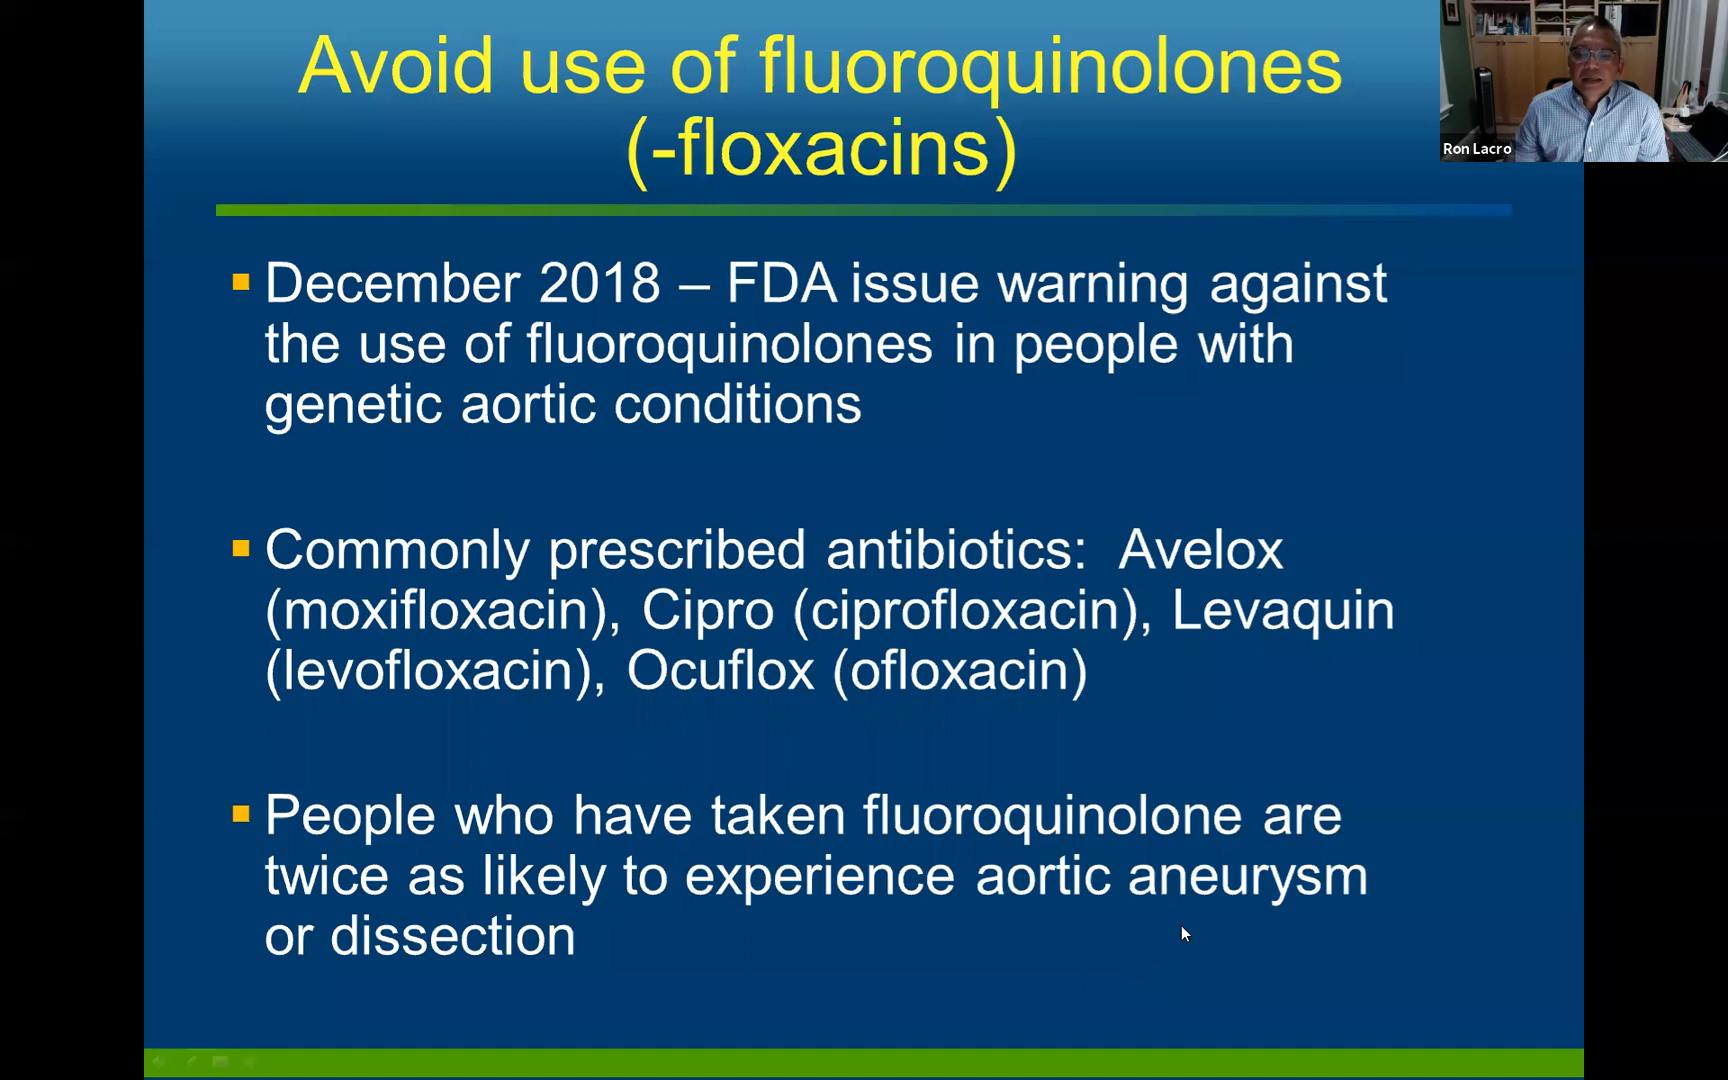 Avoid use of fluoroquinolones
(-floxacins)
Ron Lacro
▪ December 2018 – FDA issue warning against
the use of fluoroquinolones in people with
genetic aortic conditions
▪ Commonly prescribed antibiotics: Avelox
(moxifloxacin), Cipro (ciprofloxacin), Levaquin
(levofloxacin), Ocuflox (ofloxacin)
▪ People who have taken fluoroquinolone are
twice as likely to experience aortic aneurysm
or dissection